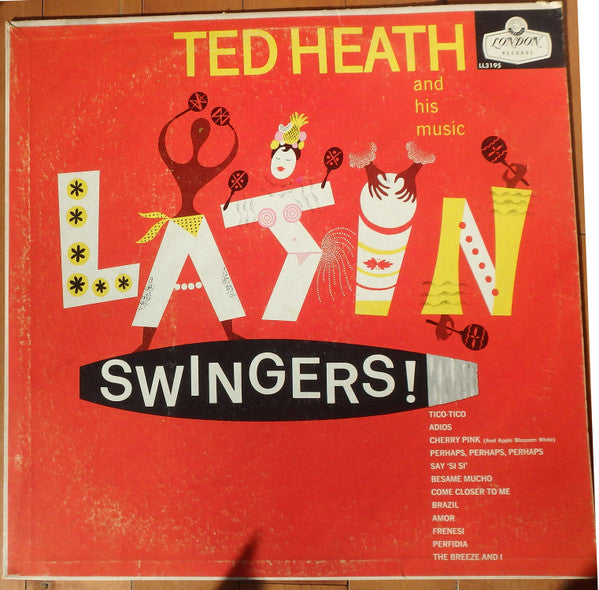 TED HEATH
and
his
music
LONDON
RECORDS
LL3195
LATIN
SWINGERS!
TICO-TICO
ADIOS
CHERRY PINK (And Apple Blossom White)
PERHAPS, PERHAPS, PERHAPS
SAY 'SI SI'
BESAME MUCHO
COME CLOSER TO ME
BRAZIL
AMOR
FRENESI
PERFIDIA
THE BREEZE AND I